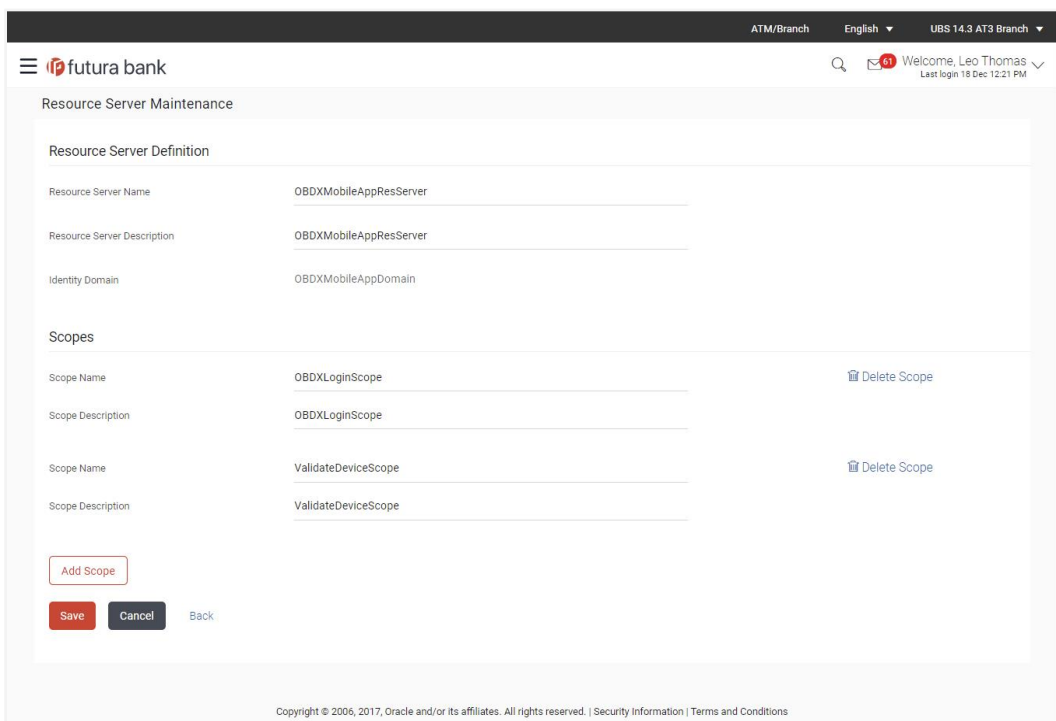 ATM/Branch English UBS 14.3 AT3 Branch
futura bank 61 Welcome, Leo Thomas
Last login 18 Dec 12:21 PM
Resource Server Maintenance
Resource Server Definition
Resource Server Name OBDXMobileAppResServer
Resource Server Description OBDXMobileAppResServer
Identity Domain OBDXMobileAppDomain
Scopes
Scope Name OBDXLoginScope Delete Scope
Scope Description OBDXLoginScope
Scope Name ValidateDeviceScope Delete Scope
Scope Description ValidateDeviceScope
Add Scope
Save Cancel Back
Copyright © 2006, 2017, Oracle and/or its affiliates. All rights reserved. | Security Information | Terms and Conditions